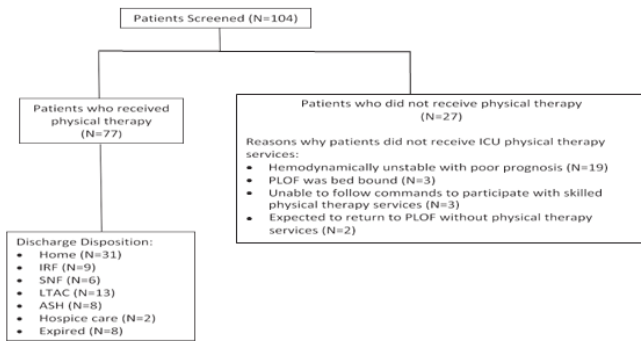 Patients Screened (N=104)
Patients who received
physical therapy
(N=77)
Patients who did not receive physical therapy
(N=27)
Reasons why patients did not receive ICU physical therapy
services:
• Hemodynamically unstable with poor prognosis (N=19)
• PLOF was bed bound (N=3)
• Unable to follow commands to participate with skilled
physical therapy services (N=3)
• Expected to return to PLOF without physical therapy
services (N=2)
Discharge Disposition:
• Home (N=31)
• IRF (N=9)
• SNF (N=6)
• LTAC (N=13)
• ASH (N=8)
• Hospice care (N=2)
• Expired (N=8)